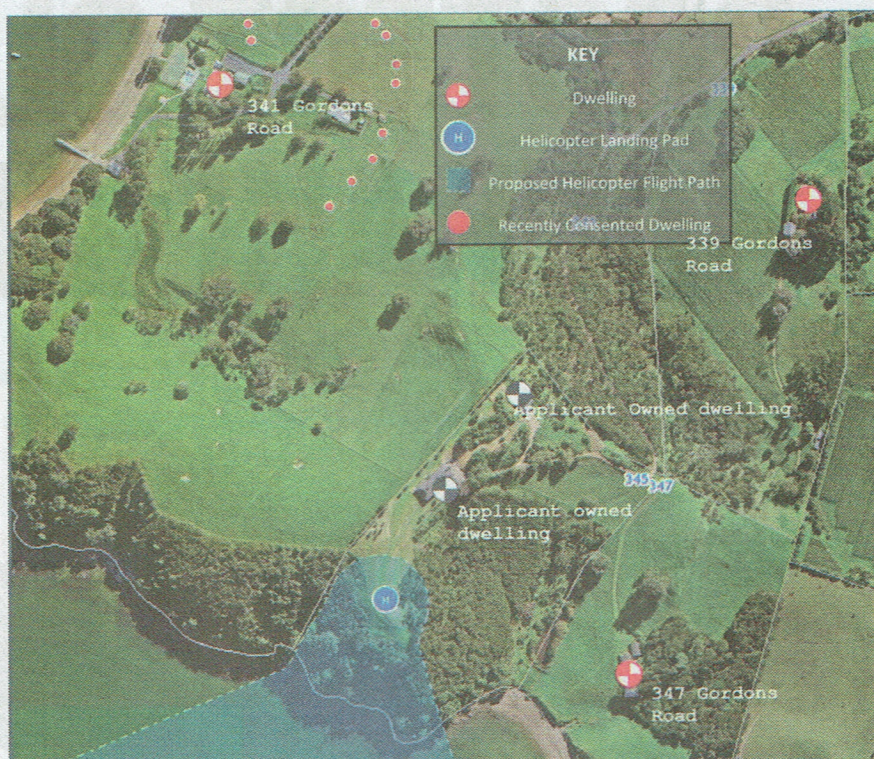 KEY
Dwelling
H
Helicopter Landing Pad
Proposed Helicopter Flight Path
Recently Consented Dwelling
341 Gordons
Road
339 Gordons
Road
Applicant Owned dwelling
345
347
Applicant owned
dwelling
H
347 Gordons
Road